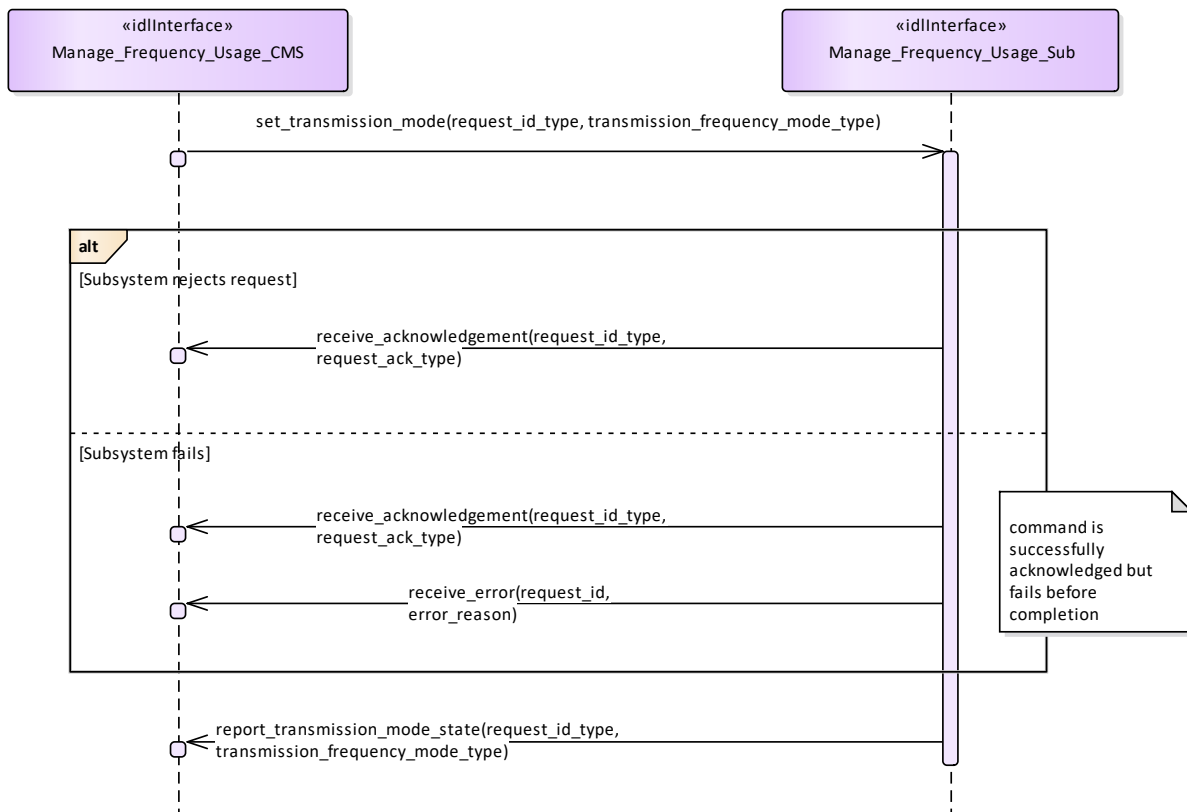 «idlInterface»
Manage_Frequency_Usage_CMS
«idlInterface»
Manage_Frequency_Usage_Sub
set_transmission_mode(request_id_type, transmission_frequency_mode_type)
alt
[Subsystem rejects request]
receive_acknowledgement(request_id_type,
request_ack_type)
[Subsystem fails]
receive_acknowledgement(request_id_type,
request_ack_type)
command is
successfully
acknowledged but
fails before
completion
receive_error(request_id,
error_reason)
report_transmission_mode_state(request_id_type,
transmission_frequency_mode_type)